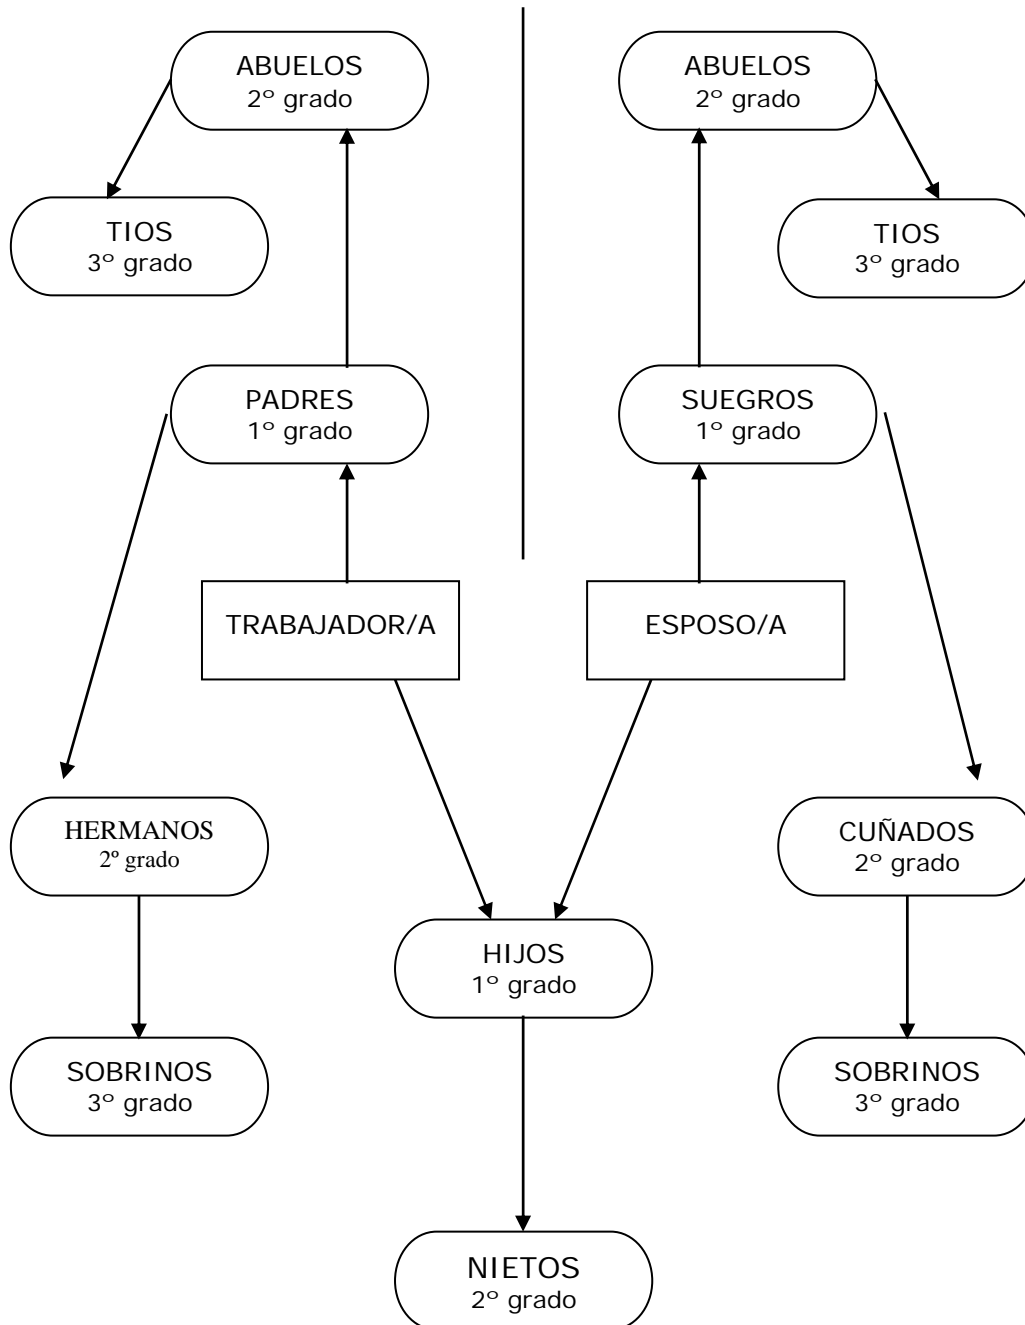 ABUELOS
2º grado
ABUELOS
2º grado
TIOS
3º grado
TIOS
3º grado
PADRES
1º grado
SUEGROS
1º grado
TRABAJADOR/A
ESPOSO/A
HERMANOS
2º grado
CUÑADOS
2º grado
HIJOS
1º grado
SOBRINOS
3º grado
SOBRINOS
3º grado
NIETOS
2º grado